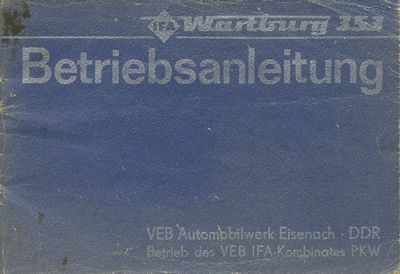 IFA Wartburg 353
Betriebsanleitung
VEB Automobilwerk Eisenach · DDR
Betrieb des VEB IFA-Kombinates PKW